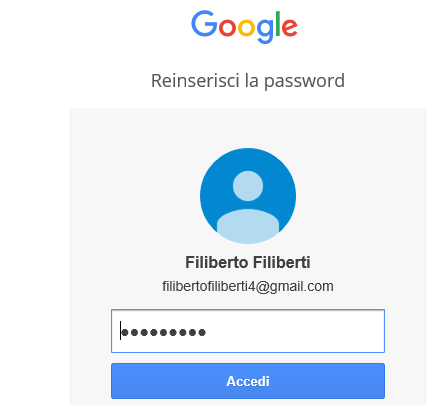 Google
Reinserisci la password
Filiberto Filiberti
filibertofiliberti4@gmail.com
●●●●●●●●●
Accedi